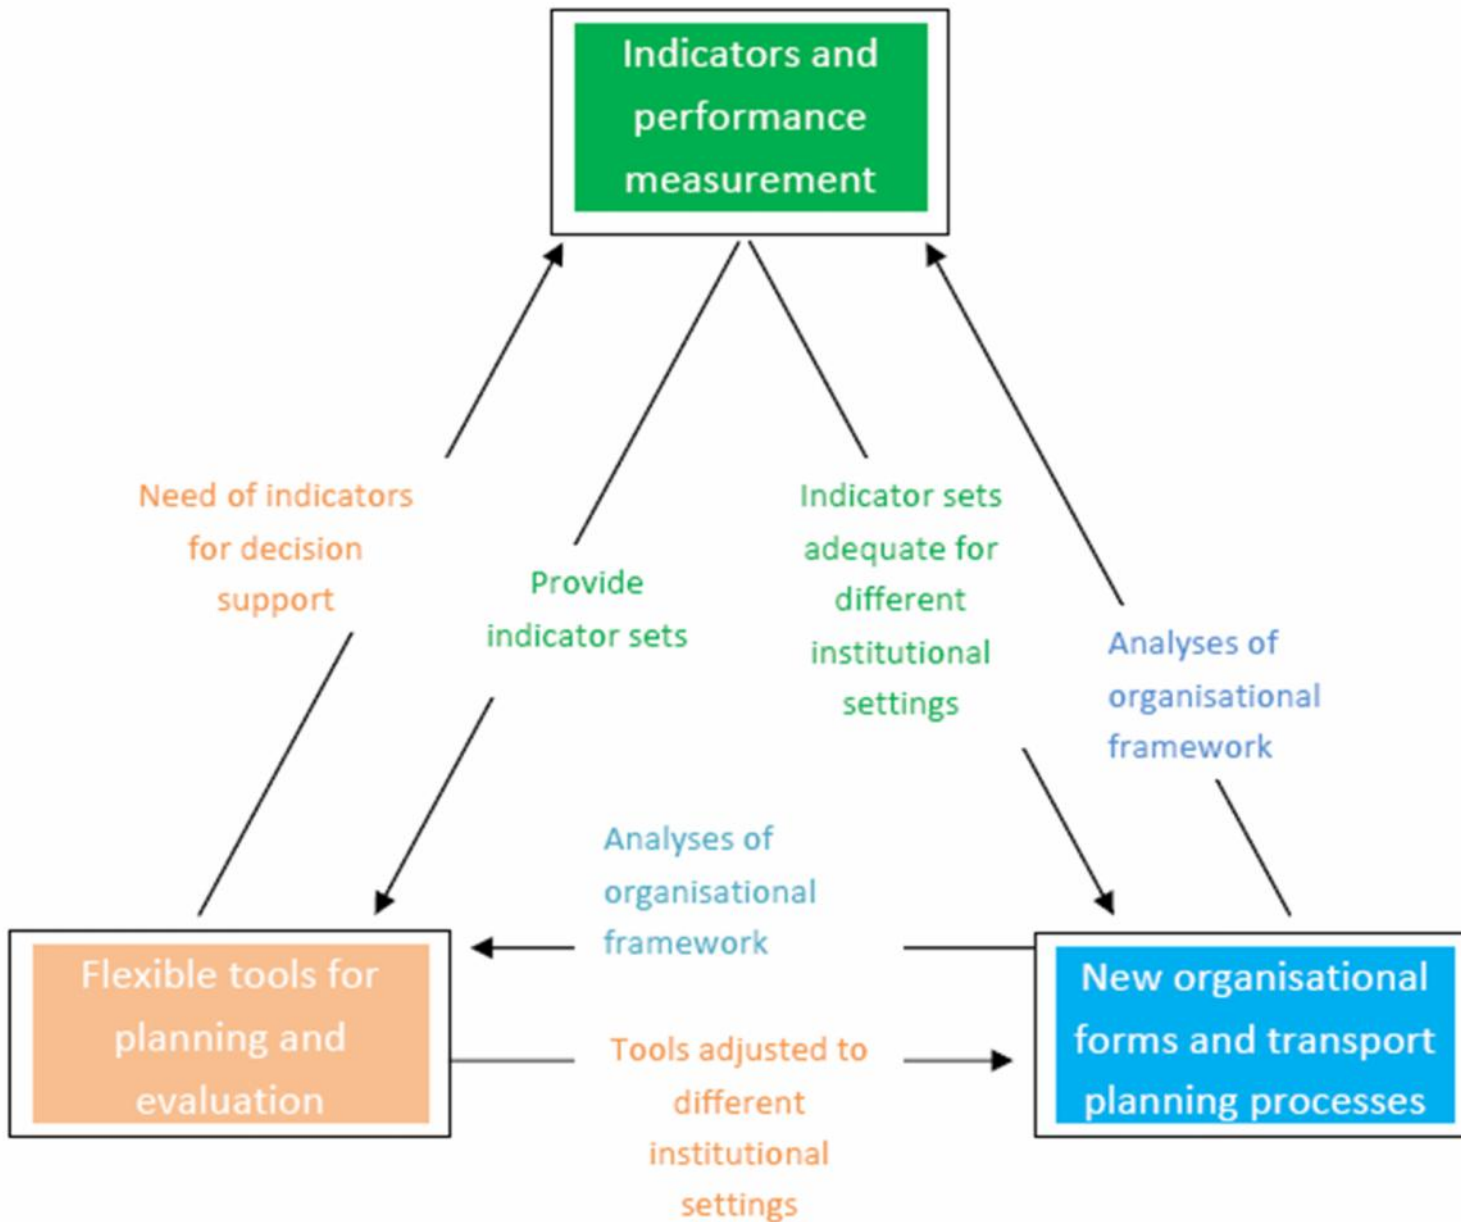 Indicators and
performance
measurement
Need of indicators
for decision
support
Provide
indicator sets
Indicator sets
adequate for
different
institutional
settings
Analyses of
organisational
framework
Analyses of
organisational
framework
Flexible tools for
planning and
evaluation
Tools adjusted to
different
institutional
settings
New organisational
forms and transport
planning processes